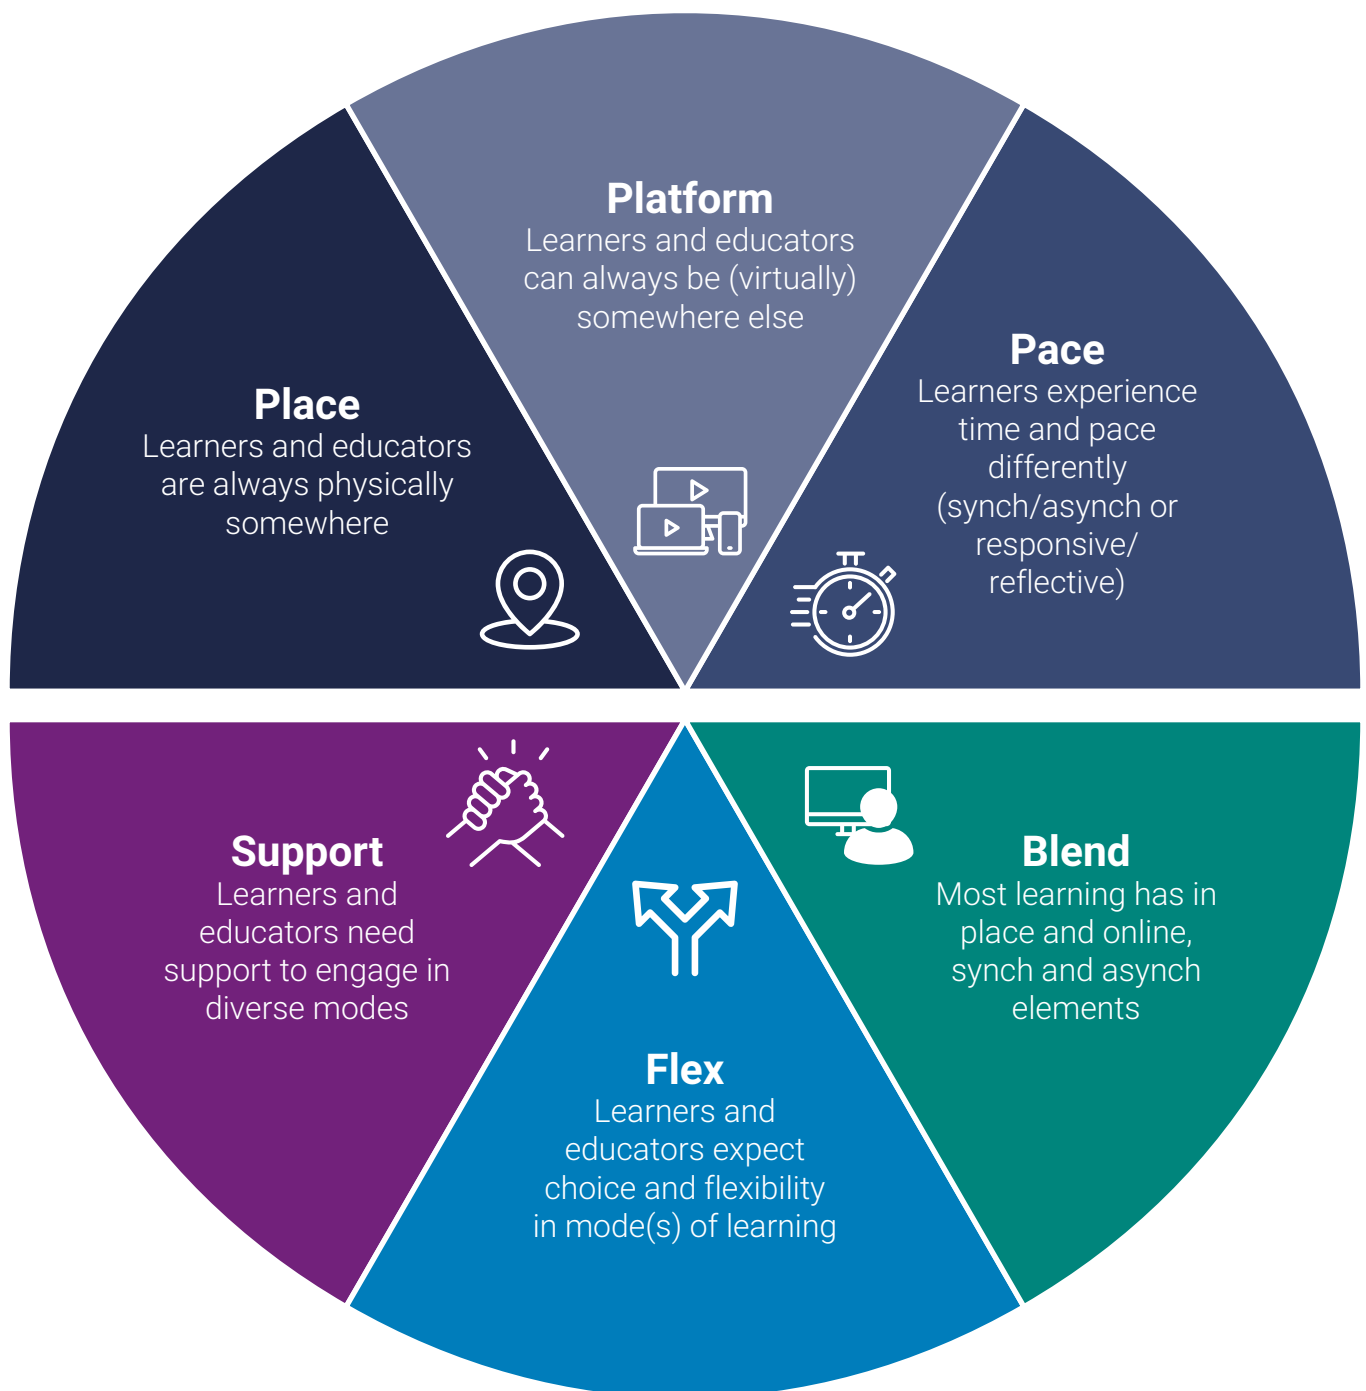 Platform
Learners and educators
can always be (virtually)
somewhere else
Place
Learners and educators
are always physically
somewhere
Pace
Learners experience
time and pace
differently
(synch/asynch or
responsive/
reflective)
Support
Learners and
educators need
support to engage in
diverse modes
Flex
Learners and
educators expect
choice and flexibility
in mode(s) of learning
Blend
Most learning has in
place and online,
synch and asynch
elements